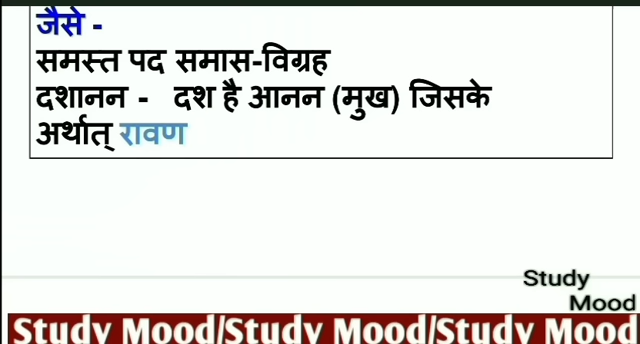 जैसे -
समस्त पद समास-विग्रह
दशानन - दश है आनन (मुख) जिसके
अर्थात् रावण
Study
Mood
Study Mood/Study Mood/Study Mood